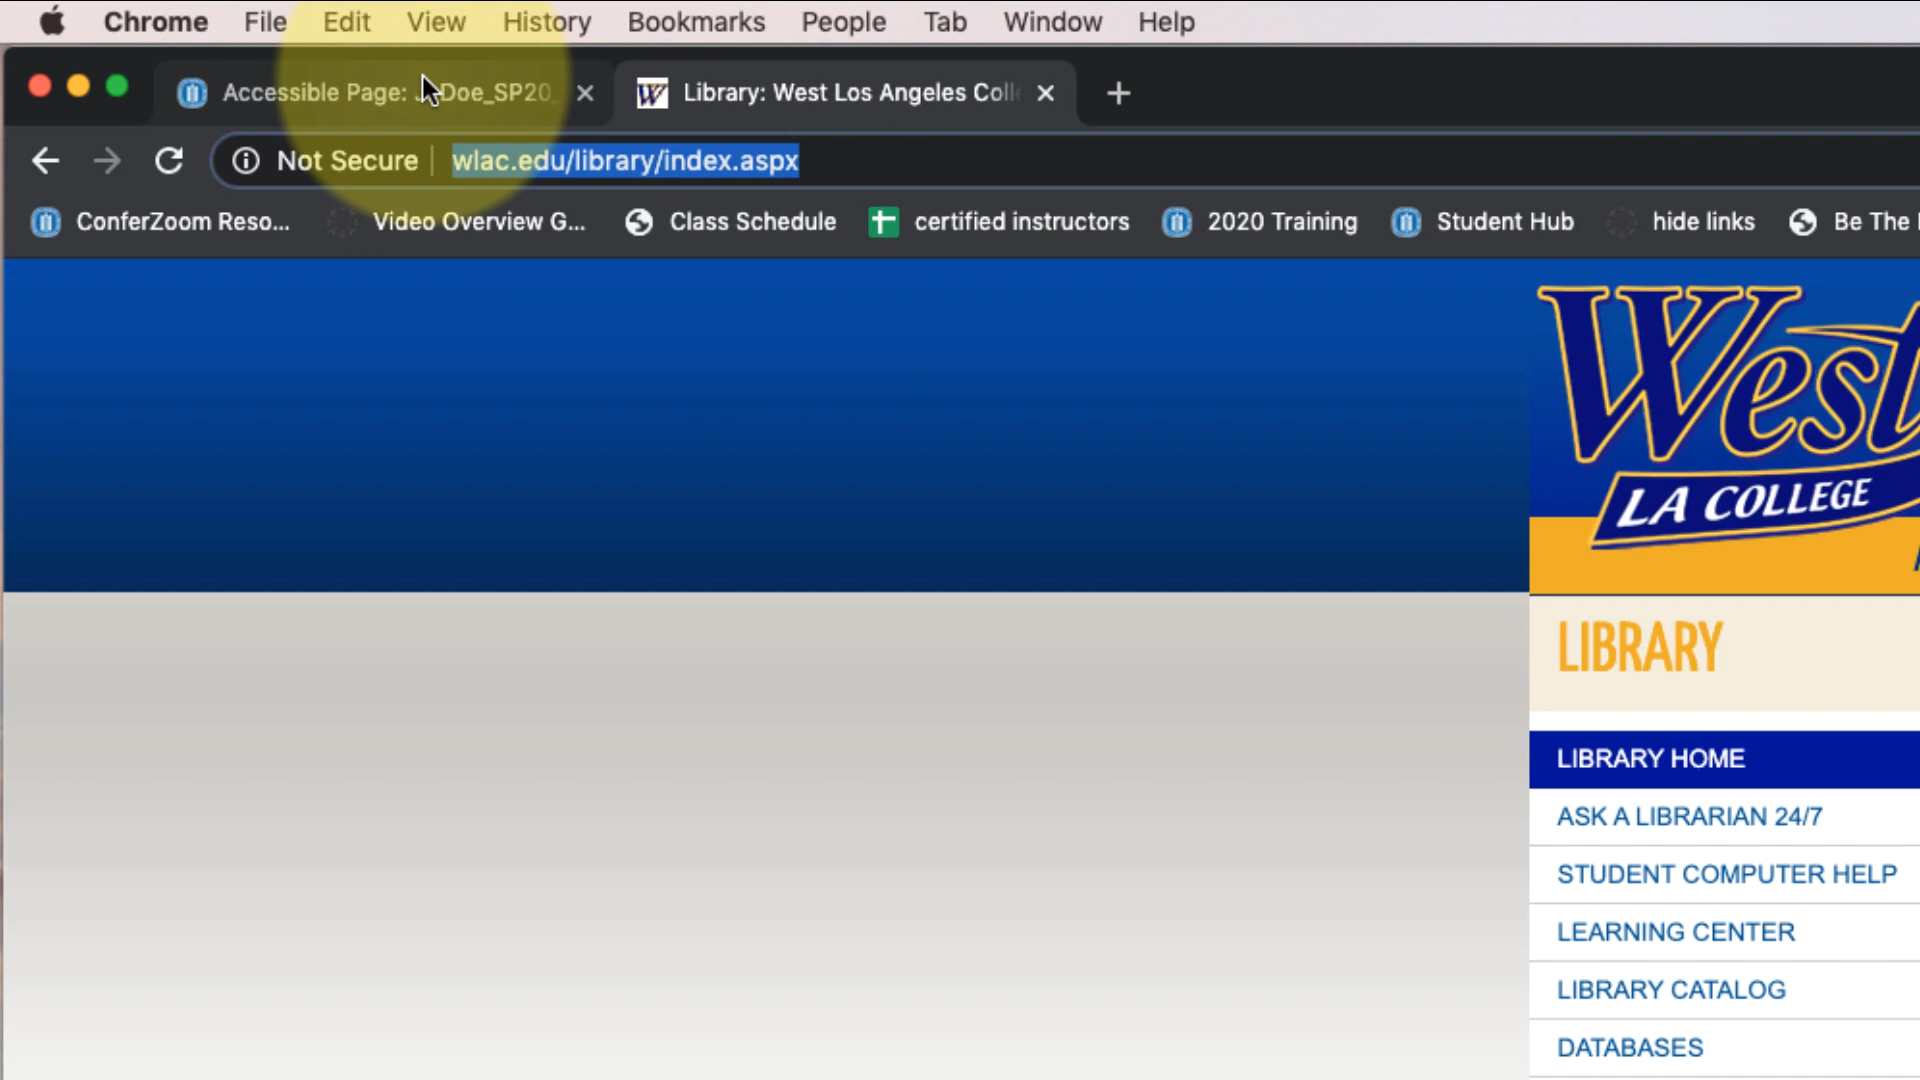 Chrome File Edit View History Bookmarks People Tab Window Help
Accessible Page: Doe_SP20 Library: West Los Angeles Coll
Not Secure wlac.edu/library/index.aspx
ConferZoom Reso... Video Overview G... Class Schedule certified instructors 2020 Training Student Hub hide links Be The
West
LA COLLEGE
LIBRARY
LIBRARY HOME
ASK A LIBRARIAN 24/7
STUDENT COMPUTER HELP
LEARNING CENTER
LIBRARY CATALOG
DATABASES